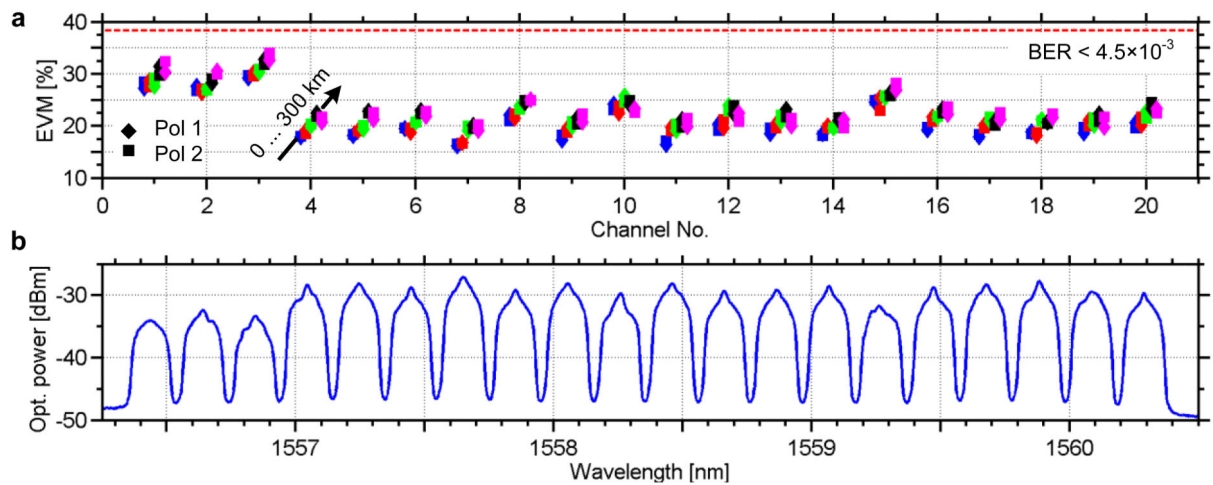 a
40
30
20
10
EVM [%]
BER < 4.5×10⁻³
Pol 1
Pol 2
0 ... 300 km
0 2 4 6 8 10 12 14 16 18 20
Channel No.
b
-30
-40
-50
Opt. power [dBm]
1557 1558 1559 1560
Wavelength [nm]